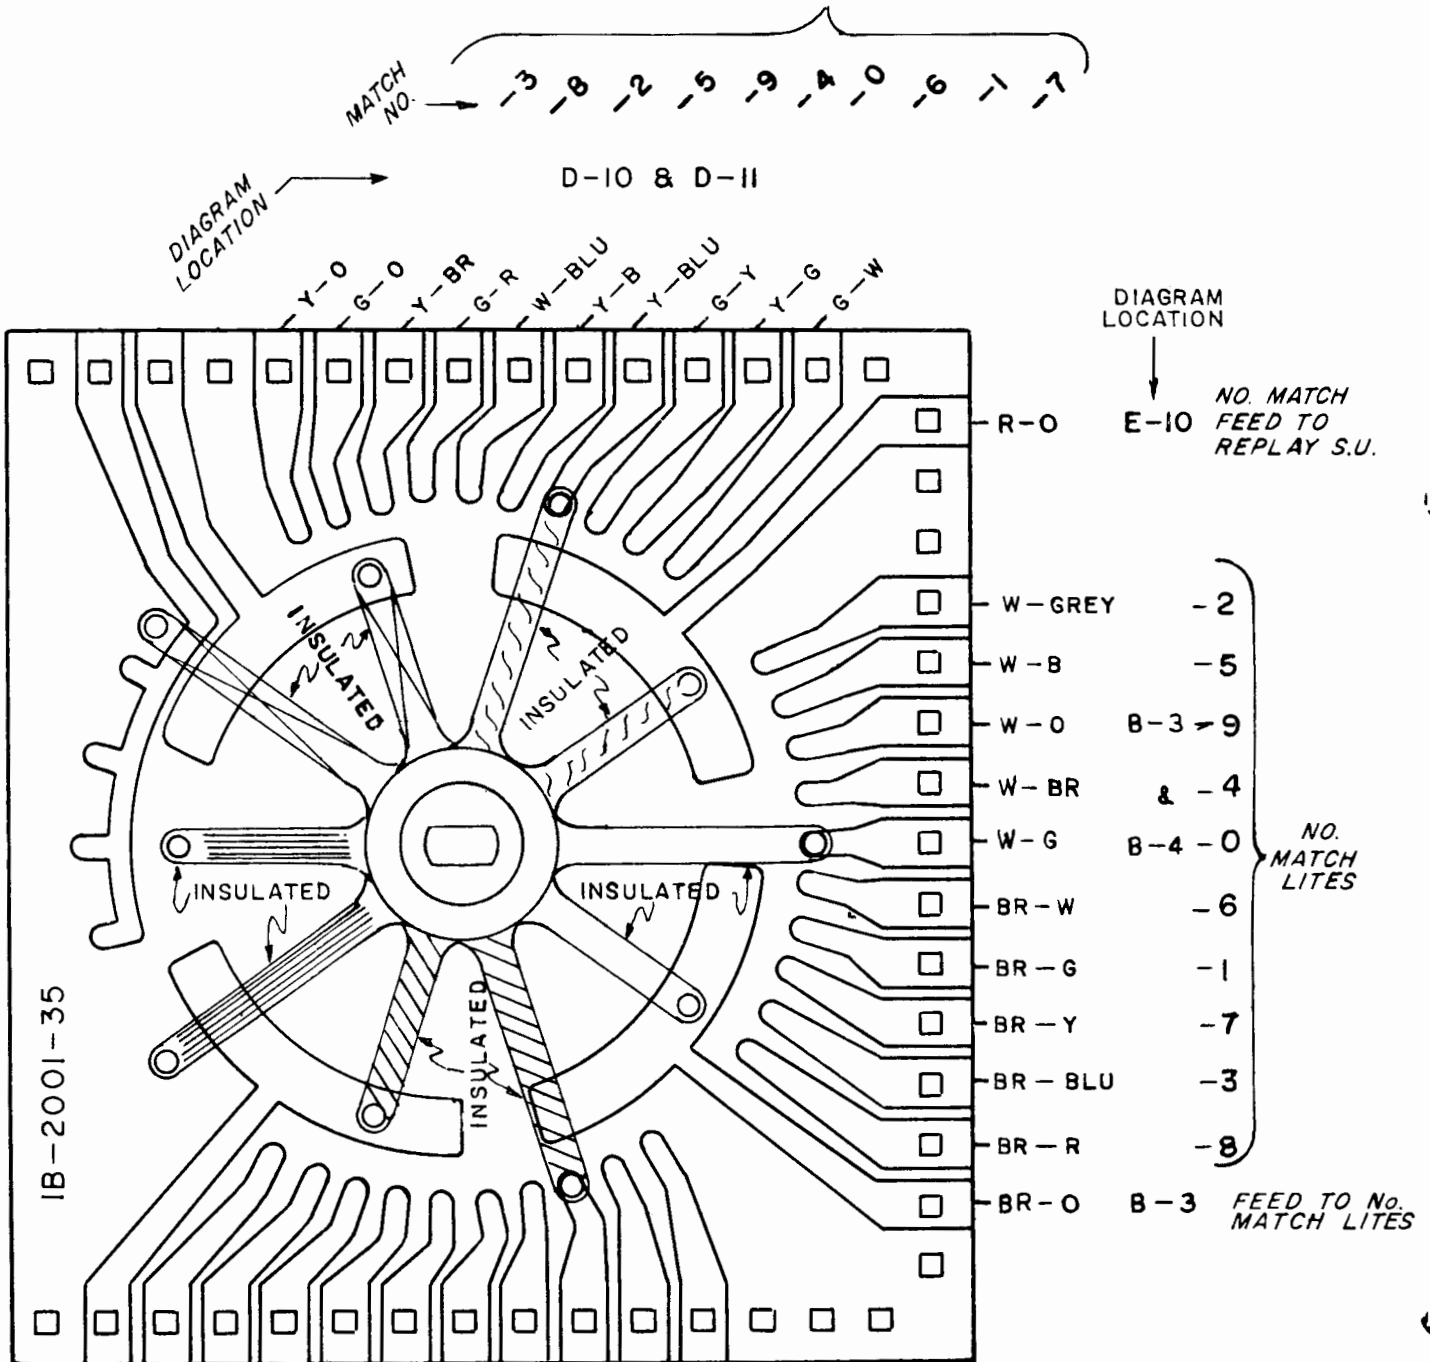 MATCH NO. -3 -8 -2 -5 -9 -4 -0 -6 -1 -7
DIAGRAM LOCATION D-10 & D-11
Y-O G-O Y-BR G-R W-BLU Y-B Y-BLU G-Y Y-G G-W
DIAGRAM
LOCATION
R-O E-10 NO. MATCH
FEED TO
REPLAY S.U.
W-GREY -2
W-B -5
W-O B-3 -9
W-BR & -4
W-G B-4 -0
BR-W -6
BR-G -1
BR-Y -7
BR-BLU -3
BR-R -8
NO.
MATCH
LITES
BR-O B-3 FEED TO NO.
MATCH LITES
INSULATED
INSULATED
INSULATED
INSULATED
INSULATED
1B-2001-35